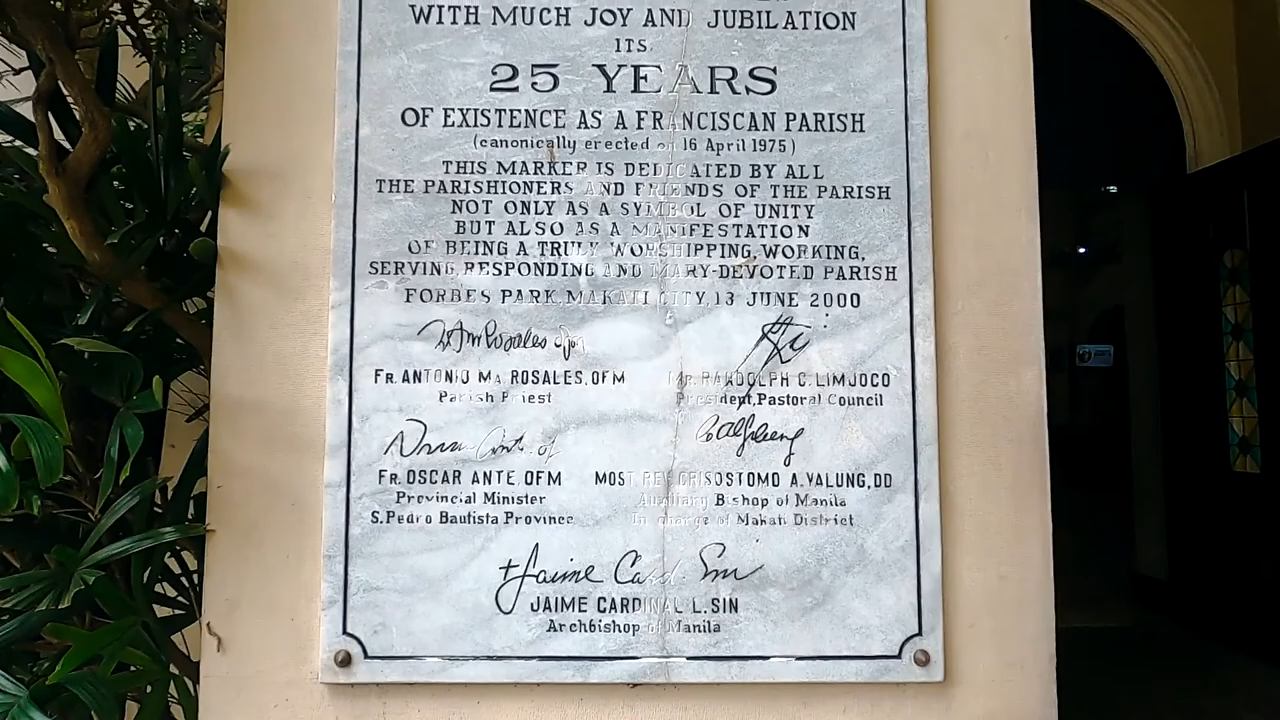 WITH MUCH JOY AND JUBILATION
ITS
25 YEARS
OF EXISTENCE AS A FRANCISCAN PARISH
(canonically erected on 16 April 1975)
THIS MARKER IS DEDICATED BY ALL
THE PARISHIONERS AND FRIENDS OF THE PARISH
NOT ONLY AS A SYMBOL OF UNITY
BUT ALSO AS A MANIFESTATION
OF BEING A TRULY WORSHIPPING, WORKING,
SERVING, RESPONDING AND MARY-DEVOTED PARISH
FORBES PARK, MAKATI CITY, 13 JUNE 2000
FR. ANTONIO MA. ROSALES, OFM
Parish Priest
MR. RANDOLPH C. LIMJOCO
President, Pastoral Council
FR. OSCAR ANTE, OFM
Provincial Minister
S. Pedro Bautista Province
MOST REV. CRISOSTOMO A. YALUNG, DD
Auxiliary Bishop of Manila
In charge of Makati District
+Jaime Card. Sin
JAIME CARDINAL L. SIN
Archbishop of Manila